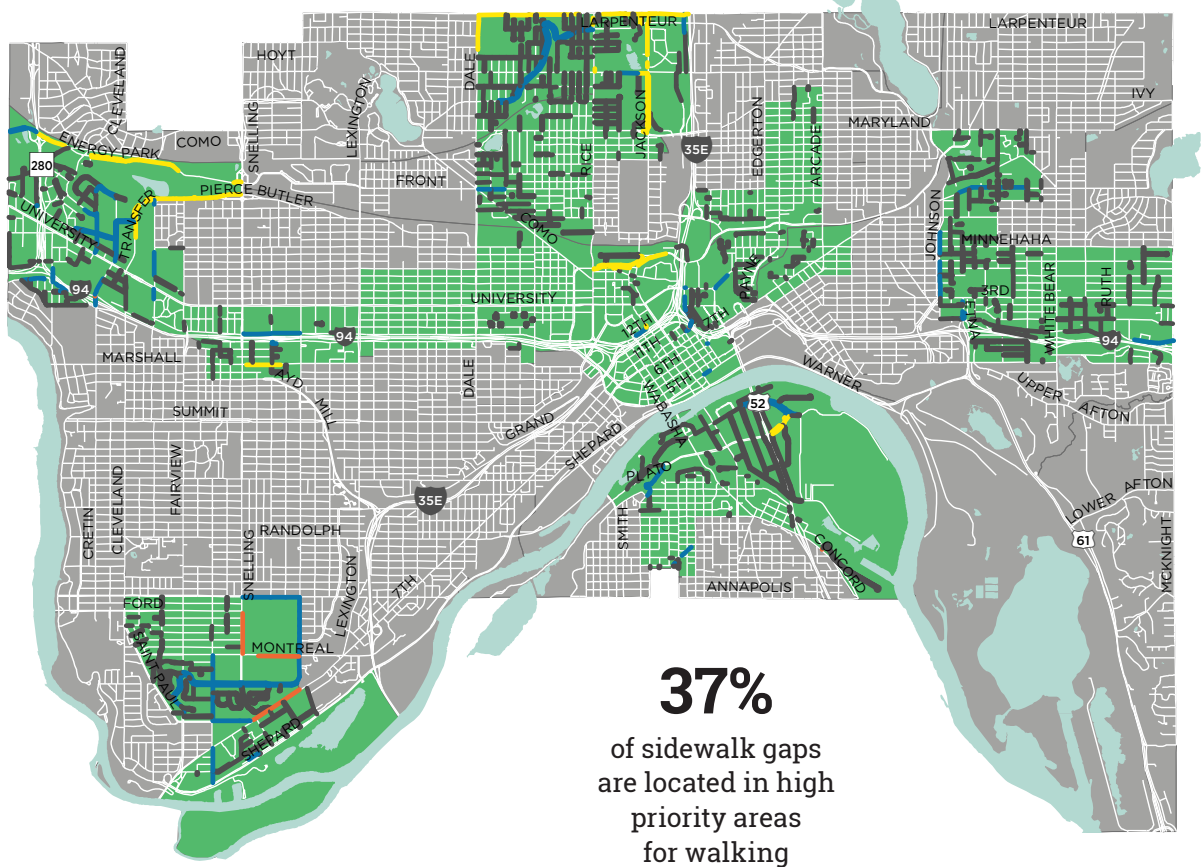 LARPENTEUR
LARPENTEUR
HOYT
CLEVELAND
DALE
LEXINGTON
SNELLING
JACKSON
IVY
EDGERTON
ARCADE
MARYLAND
COMO
ENERGY PARK
35E
280
RICE
FRONT
PIERCE BUTLER
TRANSFER
UNIVERSITY
COMO
JOHNSON
MINNEHAHA
94
PAYNE
3RD
WHITE BEAR
RUTH
ETNA
UNIVERSITY
12TH
7TH
11TH
94
94
6TH
5TH
MARSHALL
AYD
MILL
DALE
WABASHA
WARNER
UPPER
AFTON
SUMMIT
52
GRAND
SHEPARD
FAIRVIEW
CLEVELAND
CRETIN
PLATO
35E
LOWER
AFTON
SMITH
RANDOLPH
61
MCKNIGHT
SNELLING
LEXINGTON
7TH
CONCORD
ANNAPOLIS
FORD
SAINT PAUL
MONTREAL
SHEPARD
37%
of sidewalk gaps
are located in high
priority areas
for walking